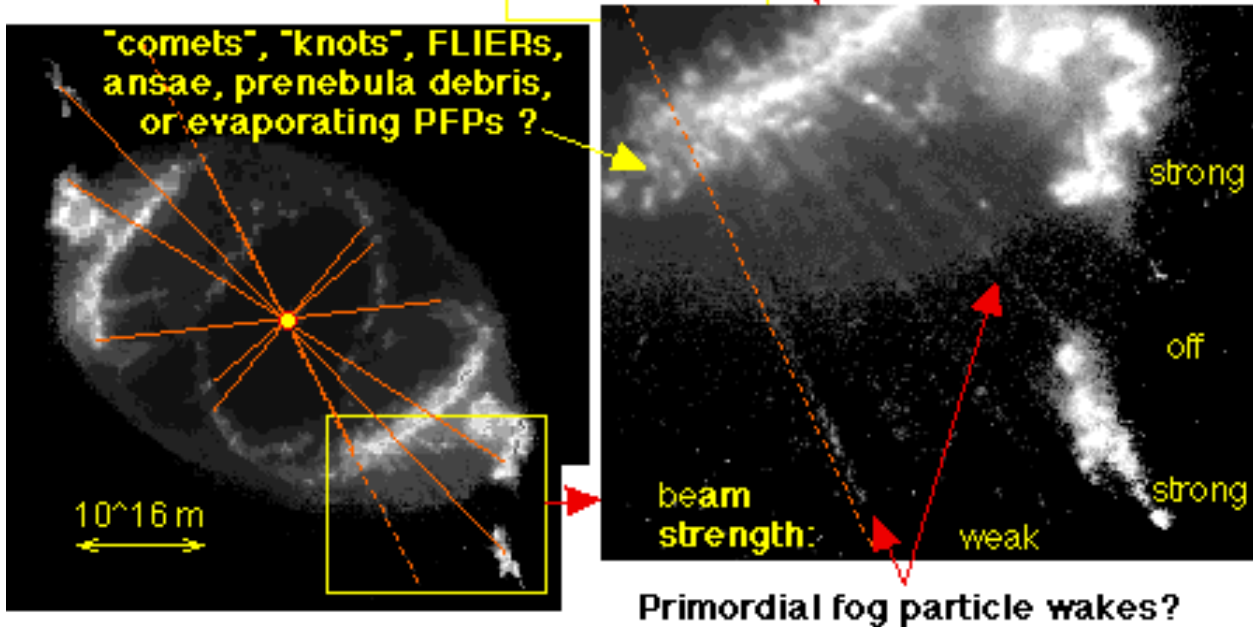 "comets", "knots", FLIERs,
ansae, prenebula debris,
or evaporating PFPs ?
10^16 m
strong
off
strong
beam
strength:
weak
Primordial fog particle wakes?